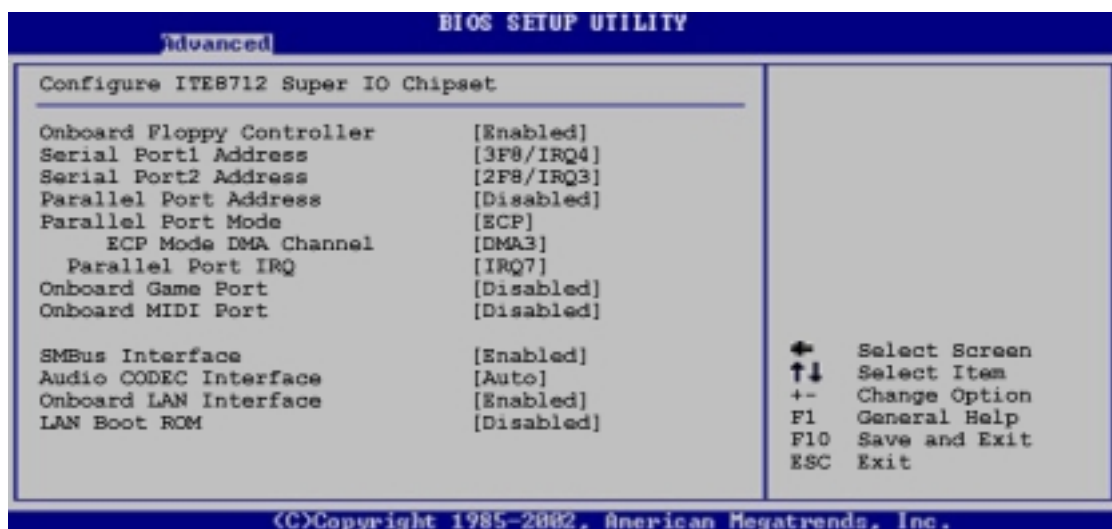 BIOS SETUP UTILITY
Advanced
Configure ITE8712 Super IO Chipset
Onboard Floppy Controller [Enabled]
Serial Port1 Address [3F8/IRQ4]
Serial Port2 Address [2F8/IRQ3]
Parallel Port Address [Disabled]
Parallel Port Mode [ECP]
ECP Mode DMA Channel [DMA3]
Parallel Port IRQ [IRQ7]
Onboard Game Port [Disabled]
Onboard MIDI Port [Disabled]
SMBus Interface [Enabled]
Audio CODEC Interface [Auto]
Onboard LAN Interface [Enabled]
LAN Boot ROM [Disabled]
← Select Screen
↑↓ Select Item
+- Change Option
F1 General Help
F10 Save and Exit
ESC Exit
(C)Copyright 1985-2002, American Megatrends, Inc.